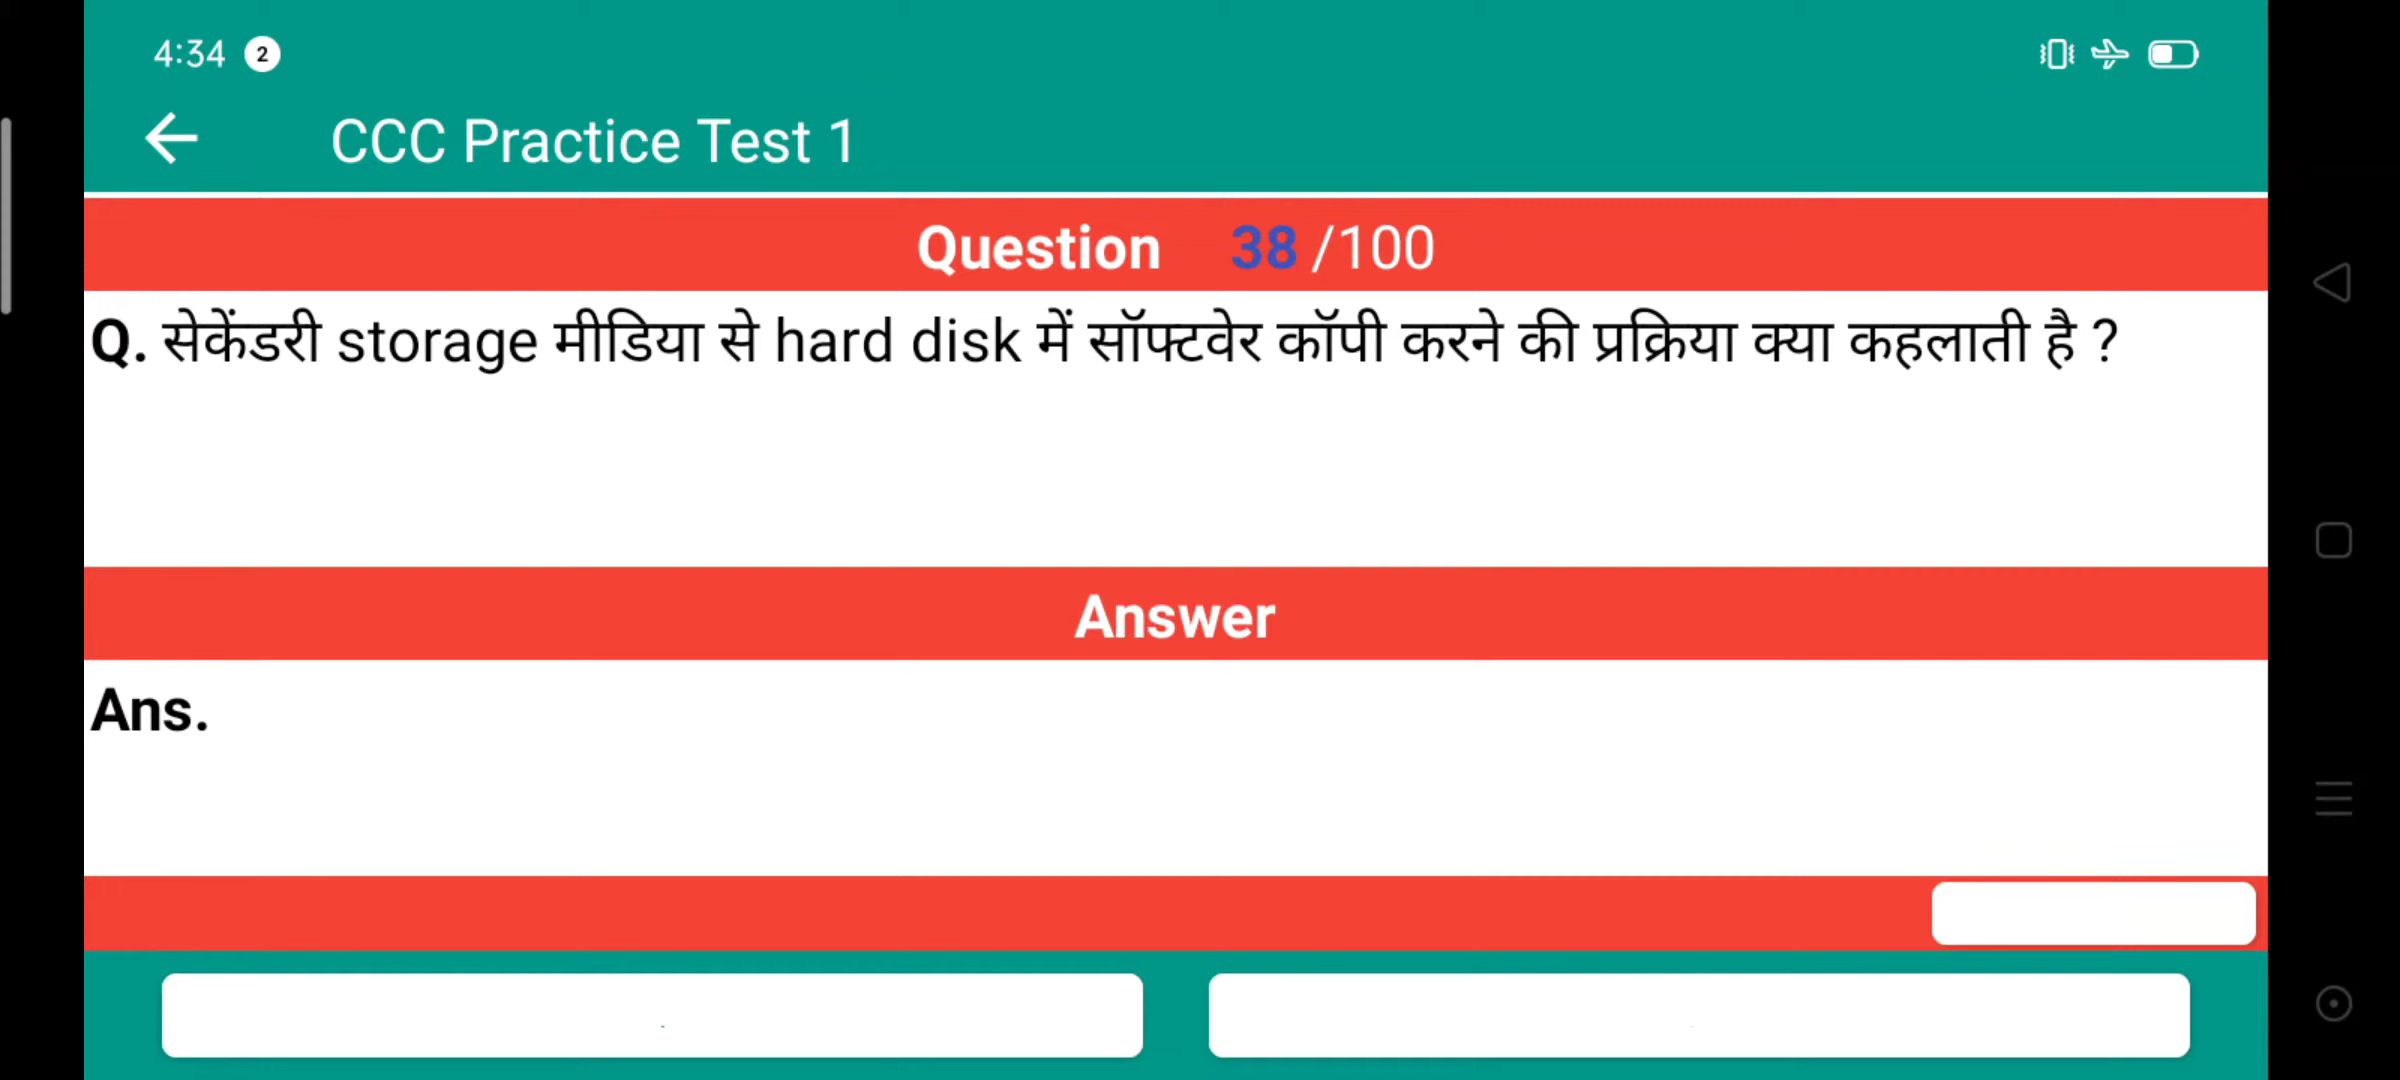 4:34 2
CCC Practice Test 1
Question 38 /100
Q. सेकेंडरी storage मीडिया से hard disk में सॉफ्टवेर कॉपी करने की प्रक्रिया क्या कहलाती है ?
Answer
Ans.